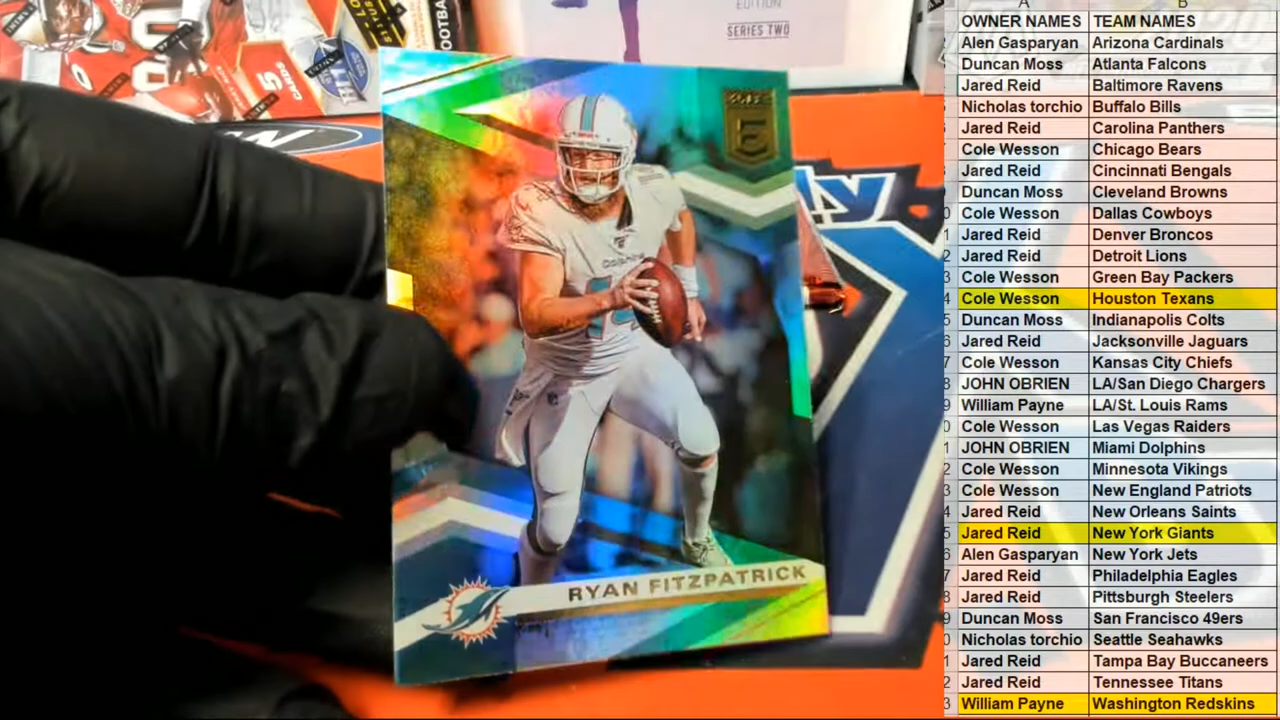 EDITION
SERIES TWO
FOOTBALL
CARDS
5
ly
ELITE
E
DOLPHINS
RYAN FITZPATRICK
A B
OWNER NAMES TEAM NAMES
Alen Gasparyan Arizona Cardinals
Duncan Moss Atlanta Falcons
Jared Reid Baltimore Ravens
Nicholas torchio Buffalo Bills
Jared Reid Carolina Panthers
Cole Wesson Chicago Bears
Jared Reid Cincinnati Bengals
Duncan Moss Cleveland Browns
Cole Wesson Dallas Cowboys
Jared Reid Denver Broncos
Jared Reid Detroit Lions
Cole Wesson Green Bay Packers
Cole Wesson Houston Texans
Duncan Moss Indianapolis Colts
Jared Reid Jacksonville Jaguars
Cole Wesson Kansas City Chiefs
JOHN OBRIEN LA/San Diego Chargers
William Payne LA/St. Louis Rams
Cole Wesson Las Vegas Raiders
JOHN OBRIEN Miami Dolphins
Cole Wesson Minnesota Vikings
Cole Wesson New England Patriots
Jared Reid New Orleans Saints
Jared Reid New York Giants
Alen Gasparyan New York Jets
Jared Reid Philadelphia Eagles
Jared Reid Pittsburgh Steelers
Duncan Moss San Francisco 49ers
Nicholas torchio Seattle Seahawks
Jared Reid Tampa Bay Buccaneers
Jared Reid Tennessee Titans
William Payne Washington Redskins